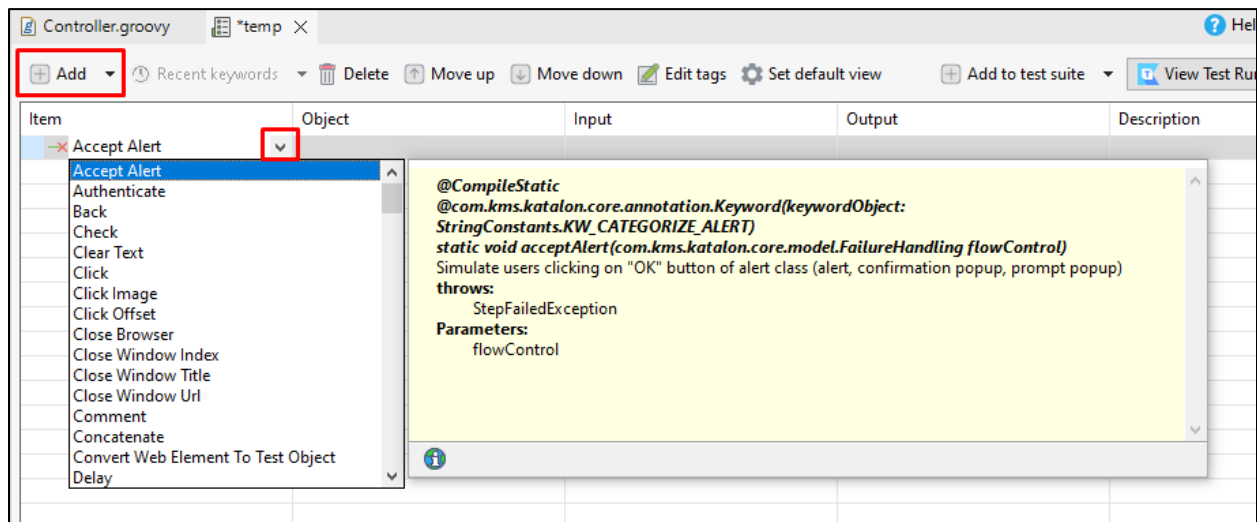 Controller.groovy *temp Hel
Add Recent keywords Delete Move up Move down Edit tags Set default view Add to test suite View Test Ru
Item Object Input Output Description
Accept Alert
Accept Alert
Authenticate
Back
Check
Clear Text
Click
Click Image
Click Offset
Close Browser
Close Window Index
Close Window Title
Close Window Url
Comment
Concatenate
Convert Web Element To Test Object
Delay
@CompileStatic
@com.kms.katalon.core.annotation.Keyword(keywordObject:
StringConstants.KW_CATEGORIZE_ALERT)
static void acceptAlert(com.kms.katalon.core.model.FailureHandling flowControl)
Simulate users clicking on "OK" button of alert class (alert, confirmation popup, prompt popup)
throws:
StepFailedException
Parameters:
flowControl